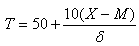 T = 50 + 10(X − M) / δ